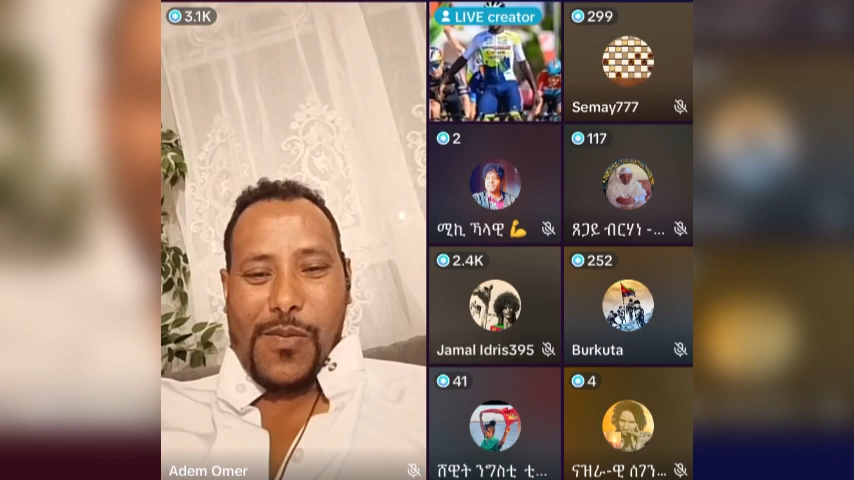 3.1K
Adem Omer
LIVE creator
299
Semay777
2
ሚኪ ኻላዊ 💪
117
ጸጋይ ብርሃነ -...
2.4K
Jamal Idris395
252
Burkuta
41
ሸዊት ንግስቲ ቲ...
4
ናዝራ-ዊ ሰገን...